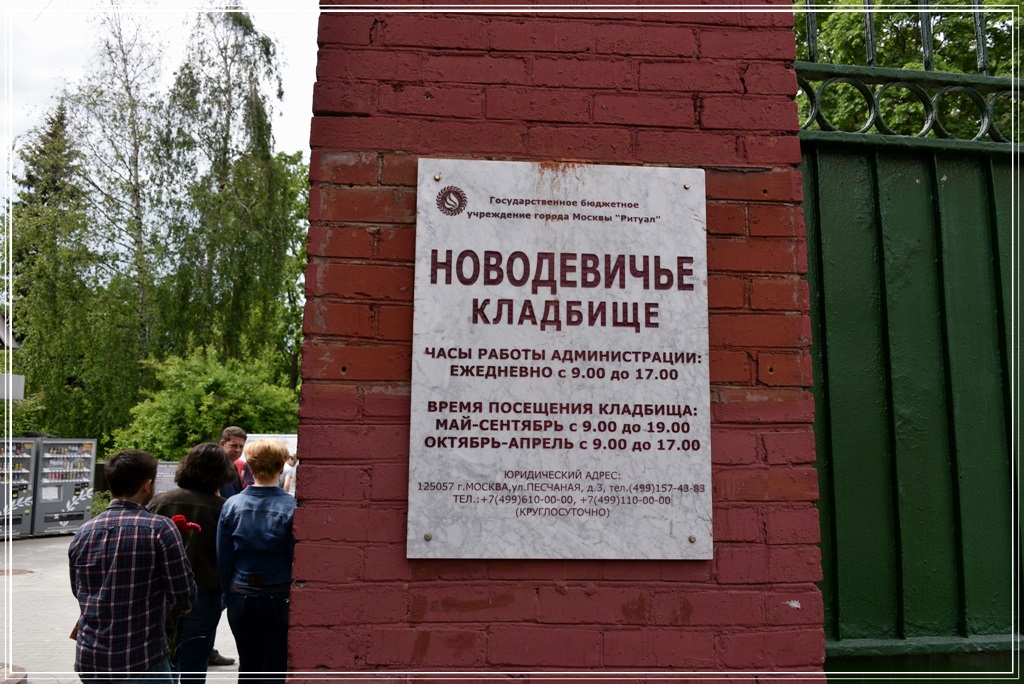 Государственное бюджетное
учреждение города Москвы "Ритуал"
НОВОДЕВИЧЬЕ
КЛАДБИЩЕ
ЧАСЫ РАБОТЫ АДМИНИСТРАЦИИ:
ЕЖЕДНЕВНО с 9.00 до 17.00
ВРЕМЯ ПОСЕЩЕНИЯ КЛАДБИЩА:
МАЙ-СЕНТЯБРЬ с 9.00 до 19.00
ОКТЯБРЬ-АПРЕЛЬ с 9.00 до 17.00
ЮРИДИЧЕСКИЙ АДРЕС:
125057 г.МОСКВА,ул.ПЕСЧАНАЯ, д.3, тел.(499)157-43-83
ТЕЛ.:+7(499)610-00-00, +7(499)110-00-00
(КРУГЛОСУТОЧНО)